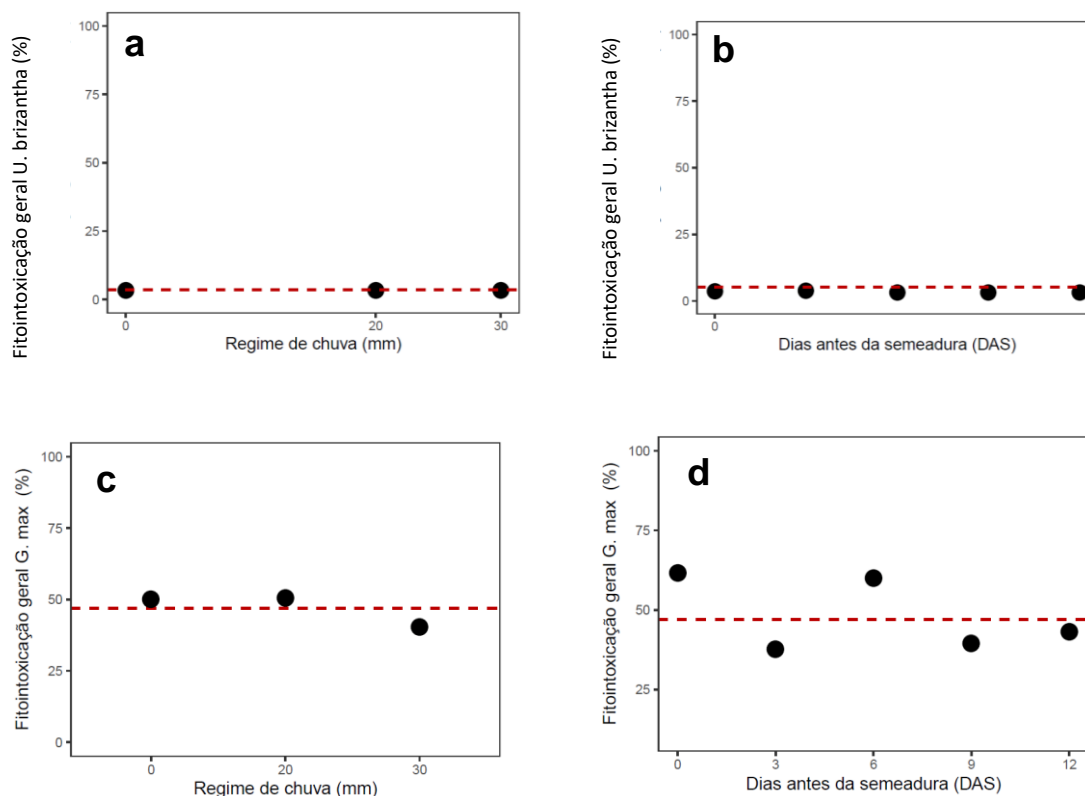 Fitointoxicação geral U. brizantha (%)
a
100
75
50
25
0
0
20
30
Regime de chuva (mm)
Fitointoxicação geral U. brizantha (%)
b
100
75
50
25
0
0
Dias antes da semeadura (DAS)
Fitointoxicação geral G. max (%)
c
100
75
50
25
0
0
20
30
Regime de chuva (mm)
Fitointoxicação geral G. max (%)
d
100
75
50
25
0
3
6
9
12
Dias antes da semeadura (DAS)